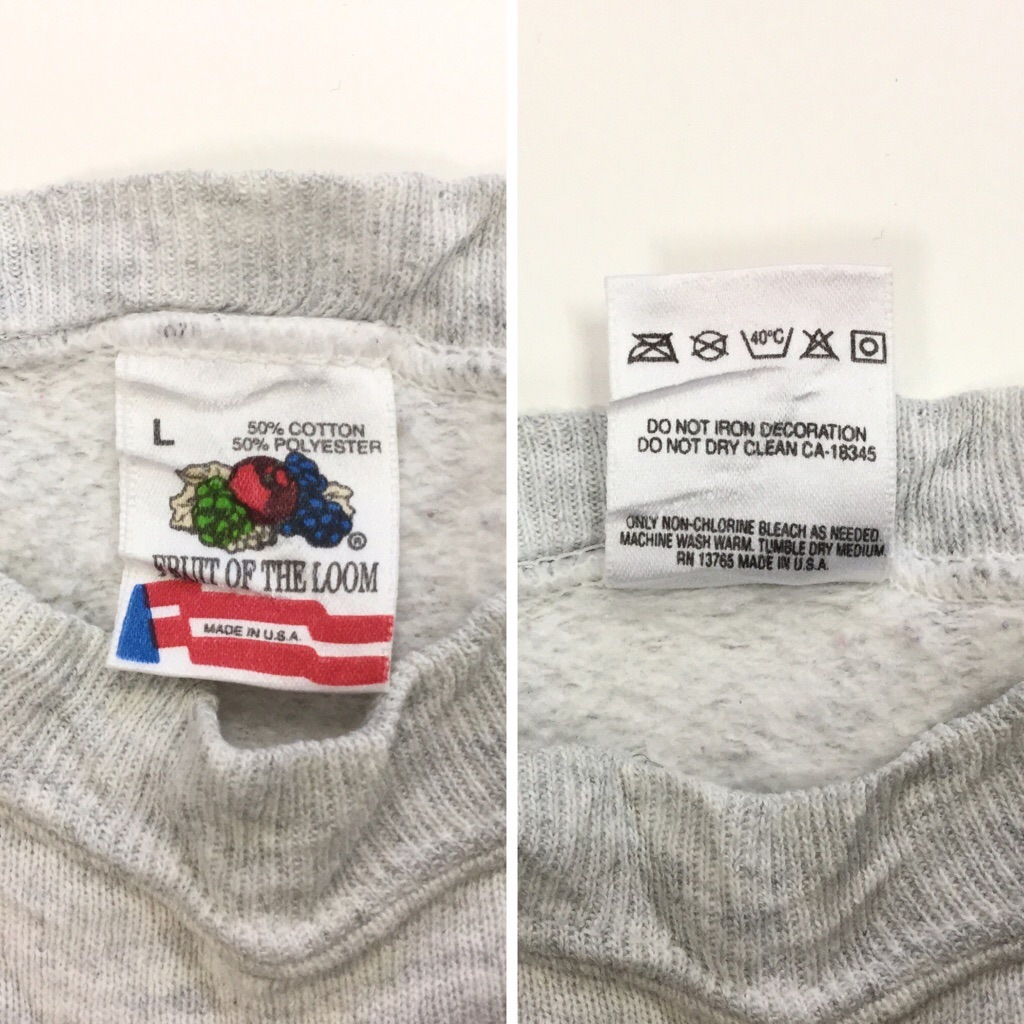 L
50% COTTON
50% POLYESTER
®
FRUIT OF THE LOOM
MADE IN U.S.A.
40°C
DO NOT IRON DECORATION
DO NOT DRY CLEAN CA-18345
ONLY NON-CHLORINE BLEACH AS NEEDED.
MACHINE WASH WARM. TUMBLE DRY MEDIUM.
RN 13765 MADE IN U.S.A.